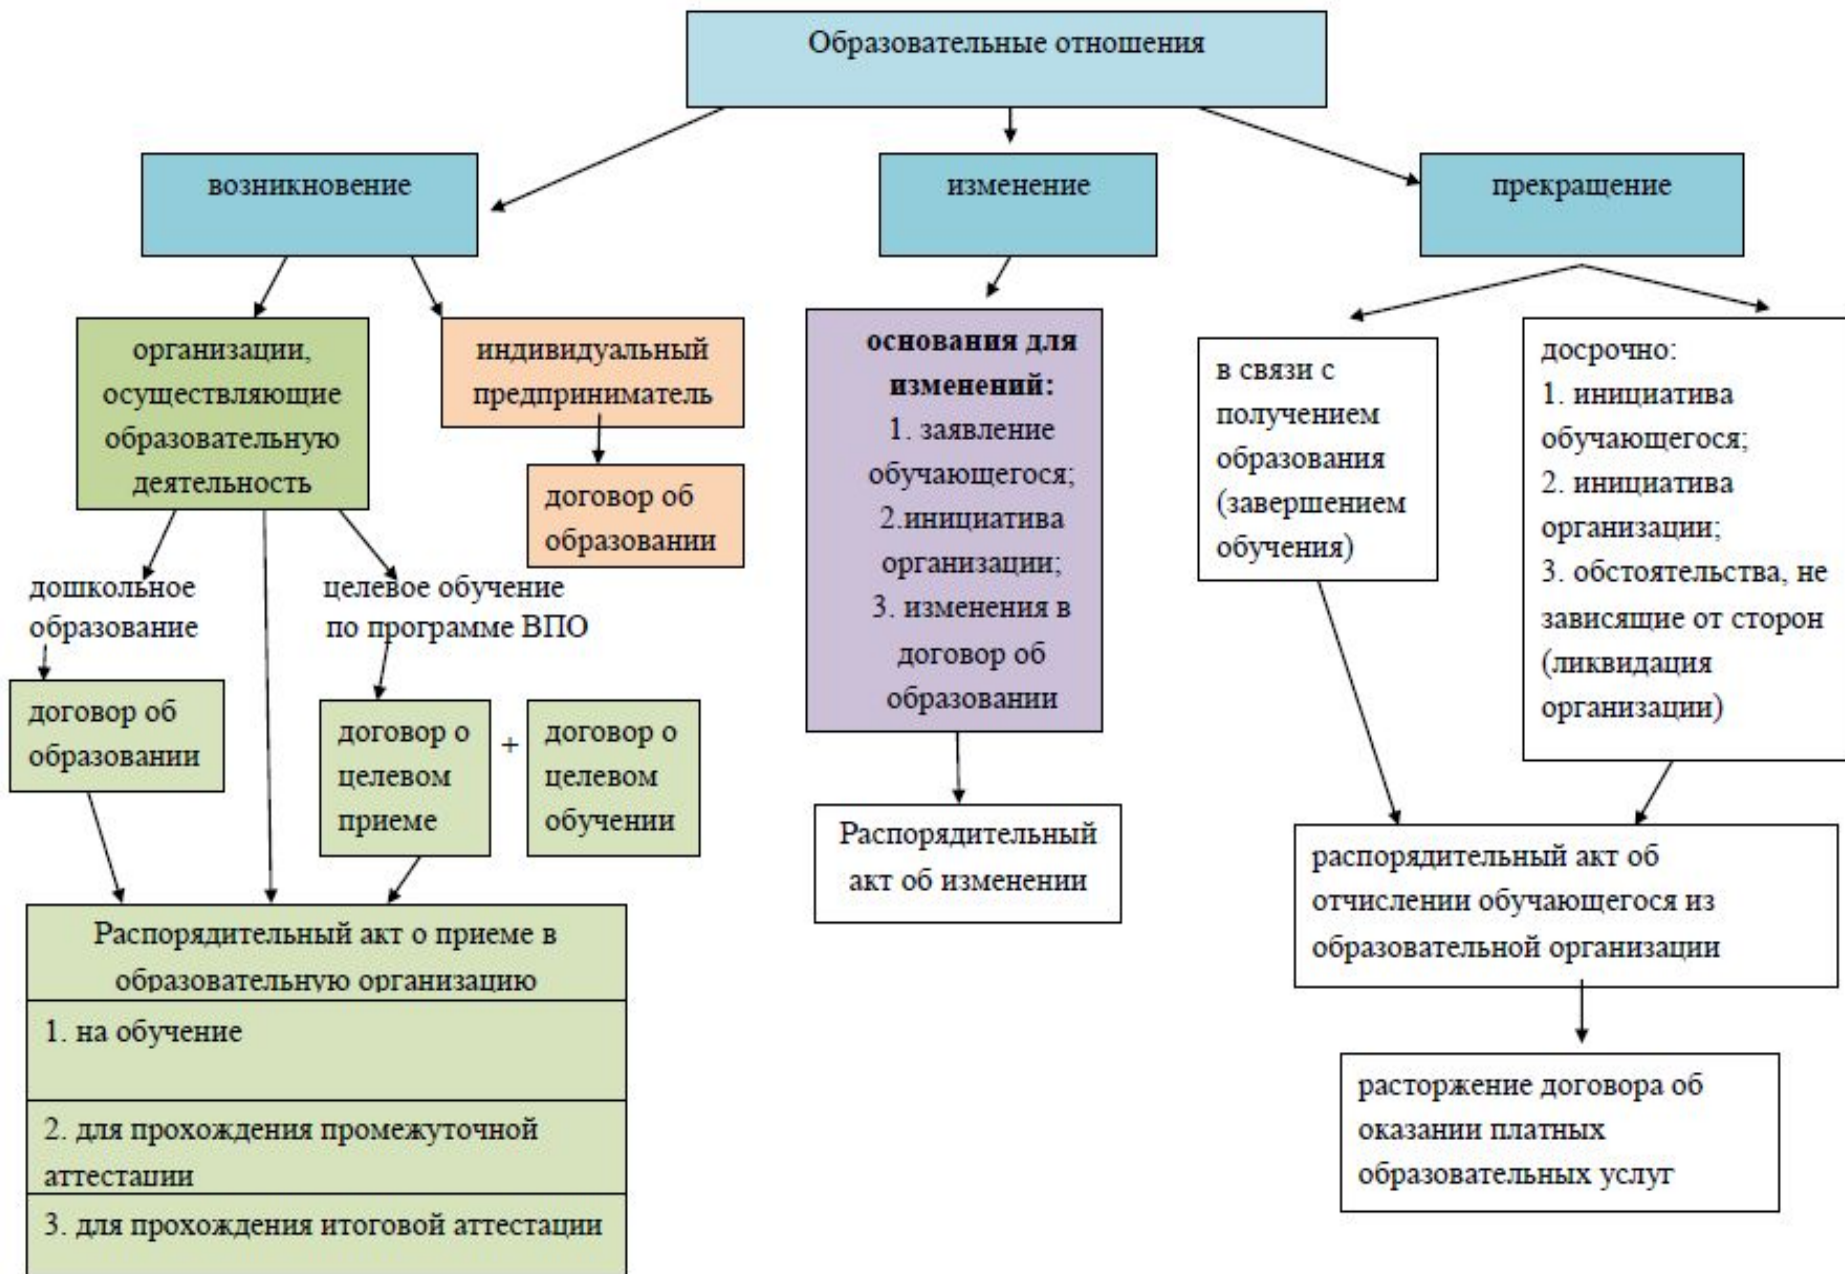 Образовательные отношения
возникновение
изменение
прекращение
организации,
осуществляющие
образовательную
деятельность
индивидуальный
предприниматель
договор об
образовании
дошкольное
образование
целевое обучение
по программе ВПО
договор об
образовании
договор о
целевом
приеме
+
договор о
целевом
обучении
Распорядительный акт о приеме в
образовательную организацию
1. на обучение
2. для прохождения промежуточной
аттестации
3. для прохождения итоговой аттестации
основания для
изменений:
1. заявление
обучающегося;
2.инициатива
организации;
3. изменения в
договор об
образовании
Распорядительный
акт об изменении
в связи с
получением
образования
(завершением
обучения)
досрочно:
1. инициатива
обучающегося;
2. инициатива
организации;
3. обстоятельства, не
зависящие от сторон
(ликвидация
организации)
распорядительный акт об
отчислении обучающегося из
образовательной организации
расторжение договора об
оказании платных
образовательных услуг